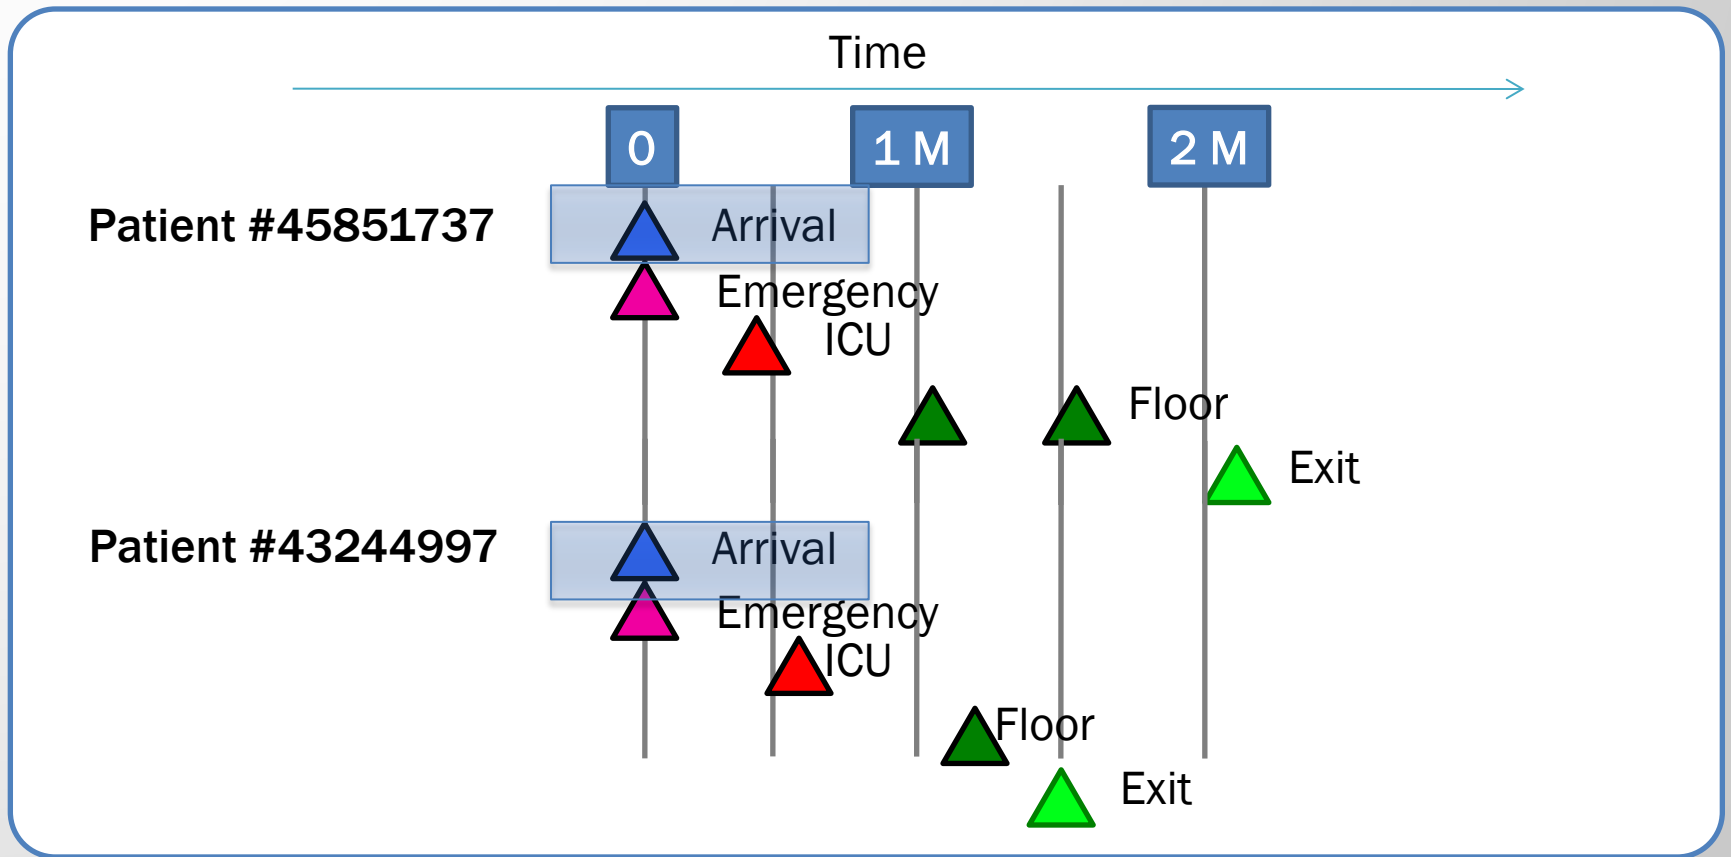 Time
0
1 M
2 M
Patient #45851737
Arrival
Emergency
ICU
Floor
Exit
Patient #43244997
Arrival
Emergency
ICU
Floor
Exit